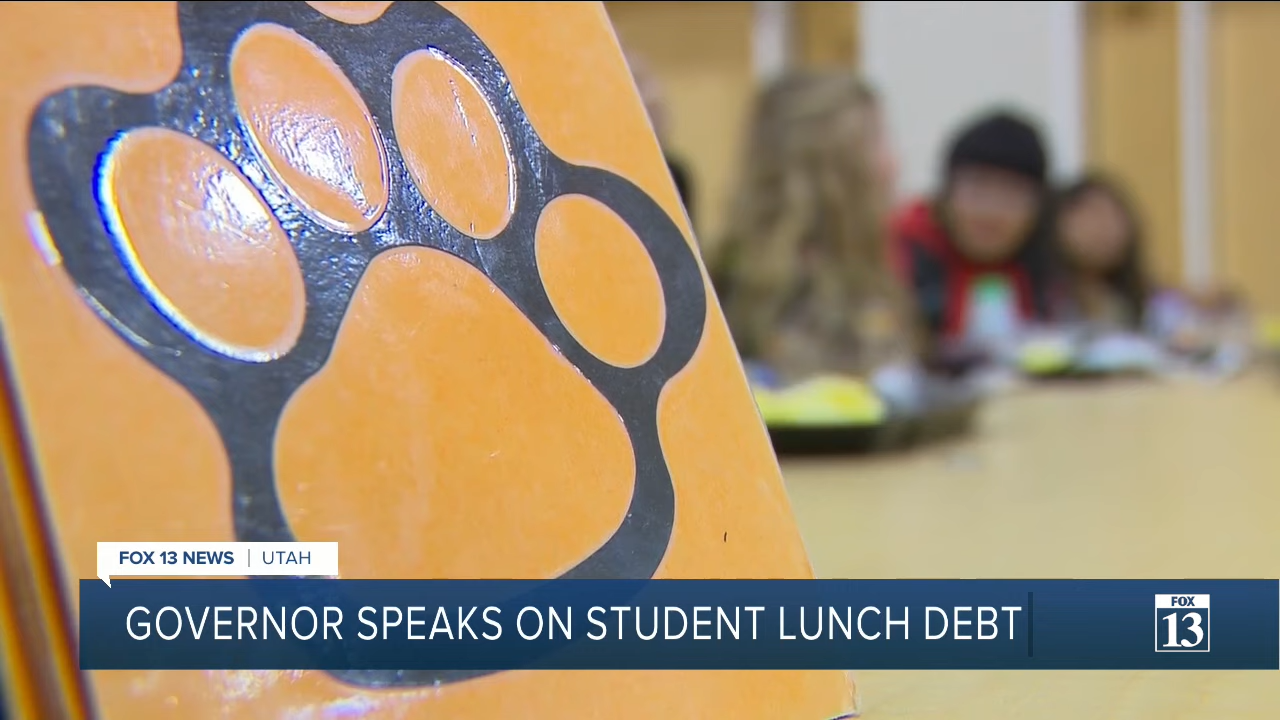 FOX 13 NEWS | UTAH
GOVERNOR SPEAKS ON STUDENT LUNCH DEBT
FOX
13